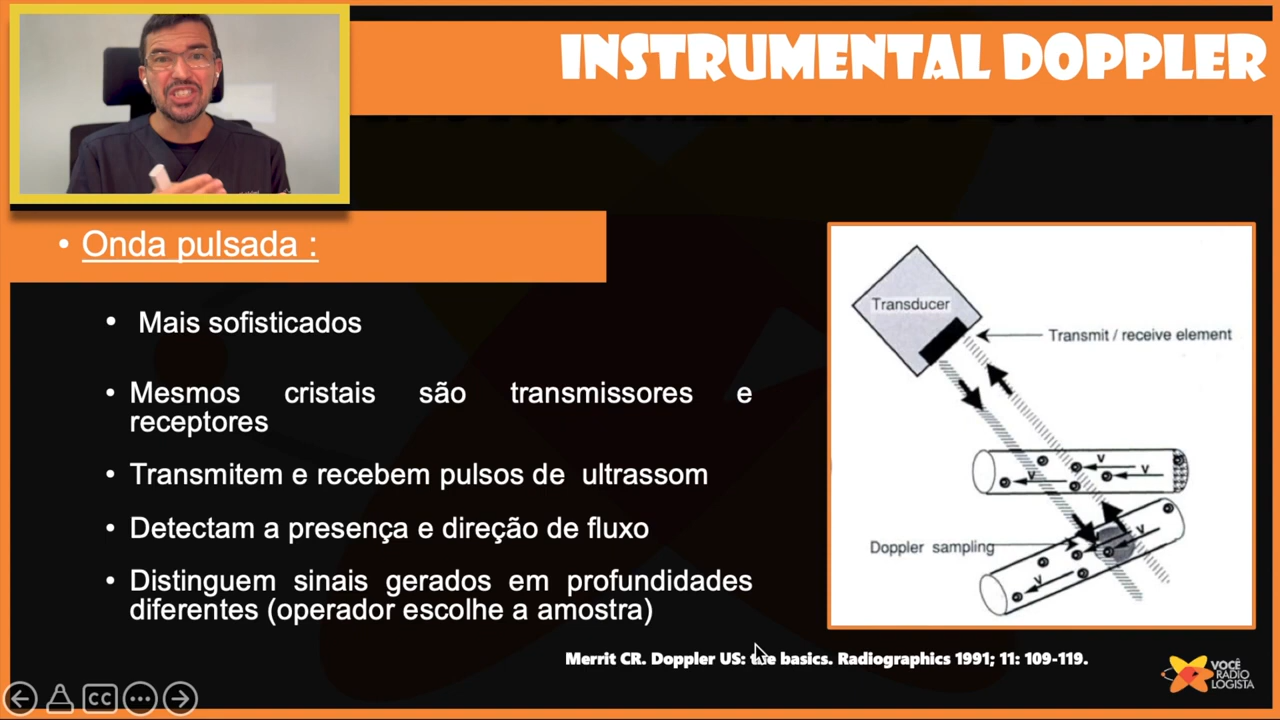 INSTRUMENTAL DOPPLER
• Onda pulsada :
• Mais sofisticados
• Mesmos cristais são transmissores e
receptores
• Transmitem e recebem pulsos de ultrassom
• Detectam a presença e direção de fluxo
• Distinguem sinais gerados em profundidades
diferentes (operador escolhe a amostra)
Transducer
Transmit / receive element
V
V
V
V
Doppler sampling
V
Merrit CR. Doppler US: the basics. Radiographics 1991; 11: 109-119.
VOCÊ
RADIO
LOGISTA
CC